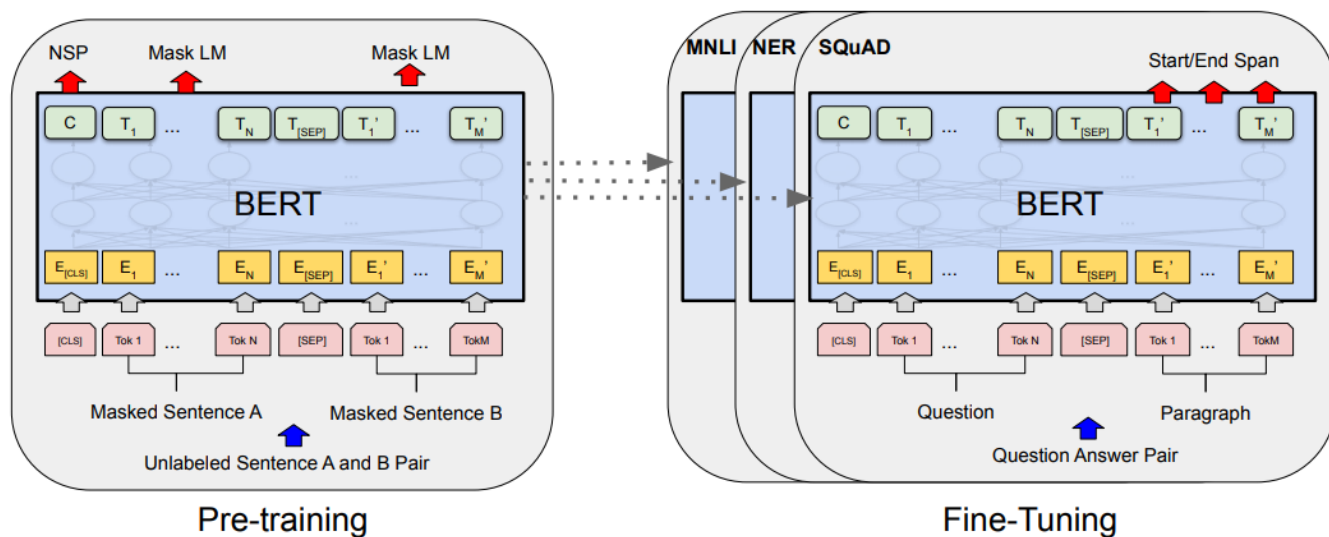 NSP Mask LM Mask LM
C T1 ... TN T[SEP] T1' ... TM'
...
BERT
...
E[CLS] E1 ... EN E[SEP] E1' ... EM'
[CLS] Tok 1 ... Tok N [SEP] Tok 1 ... TokM
Masked Sentence A Masked Sentence B
Unlabeled Sentence A and B Pair
Pre-training
MNLI NER SQuAD
Start/End Span
C T1 ... TN T[SEP] T1' ... TM'
...
BERT
...
E[CLS] E1 ... EN E[SEP] E1' ... EM'
[CLS] Tok 1 ... Tok N [SEP] Tok 1 ... TokM
Question Paragraph
Question Answer Pair
Fine-Tuning